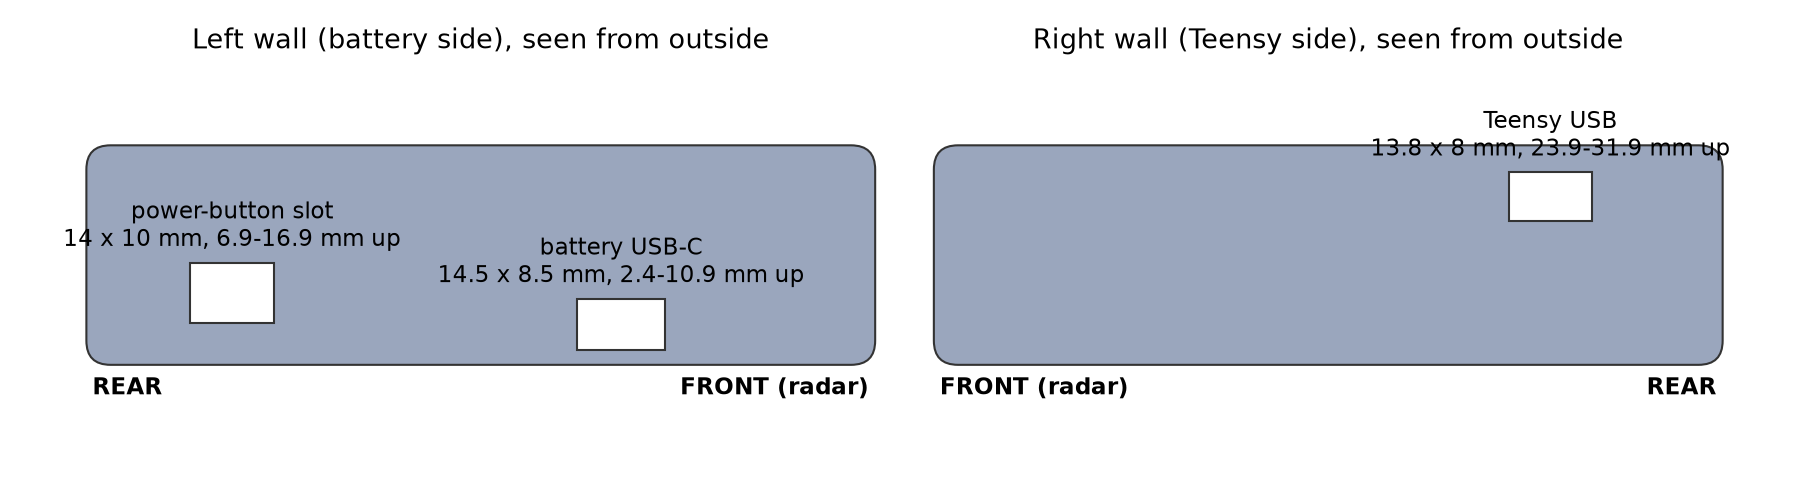 Left wall (battery side), seen from outside
power-button slot
14 x 10 mm, 6.9-16.9 mm up
battery USB-C
14.5 x 8.5 mm, 2.4-10.9 mm up
REAR
FRONT (radar)
Right wall (Teensy side), seen from outside
Teensy USB
13.8 x 8 mm, 23.9-31.9 mm up
FRONT (radar)
REAR